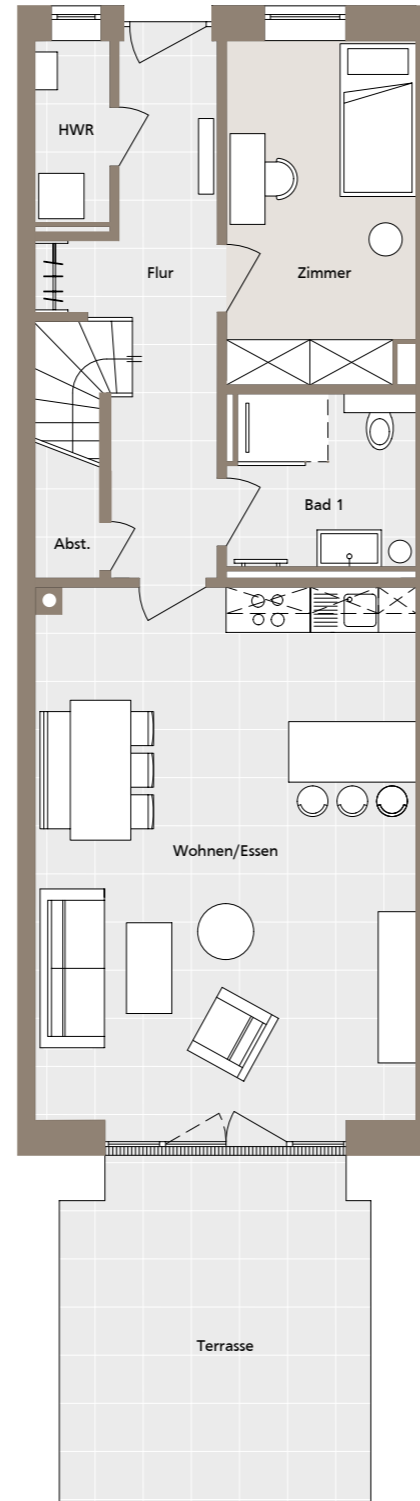 HWR
Flur
Zimmer
Bad 1
Abst.
Wohnen/Essen
Terrasse